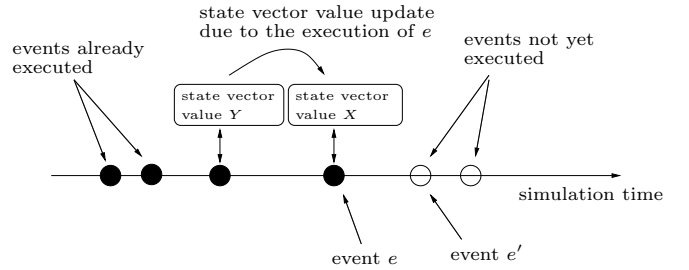 state vector value update
due to the execution of e
events already
executed
events not yet
executed
state vector
value Y
state vector
value X
simulation time
event e
event e′